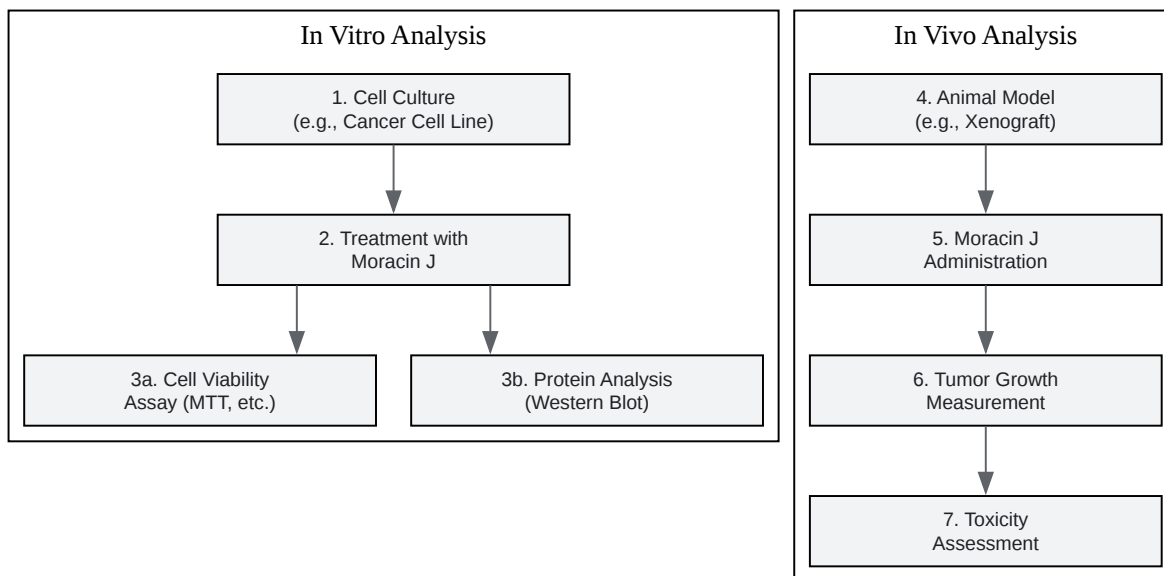 In Vitro Analysis
1. Cell Culture
(e.g., Cancer Cell Line)
2. Treatment with
Moracin J
3a. Cell Viability
Assay (MTT, etc.)
3b. Protein Analysis
(Western Blot)
In Vivo Analysis
4. Animal Model
(e.g., Xenograft)
5. Moracin J
Administration
6. Tumor Growth
Measurement
7. Toxicity
Assessment